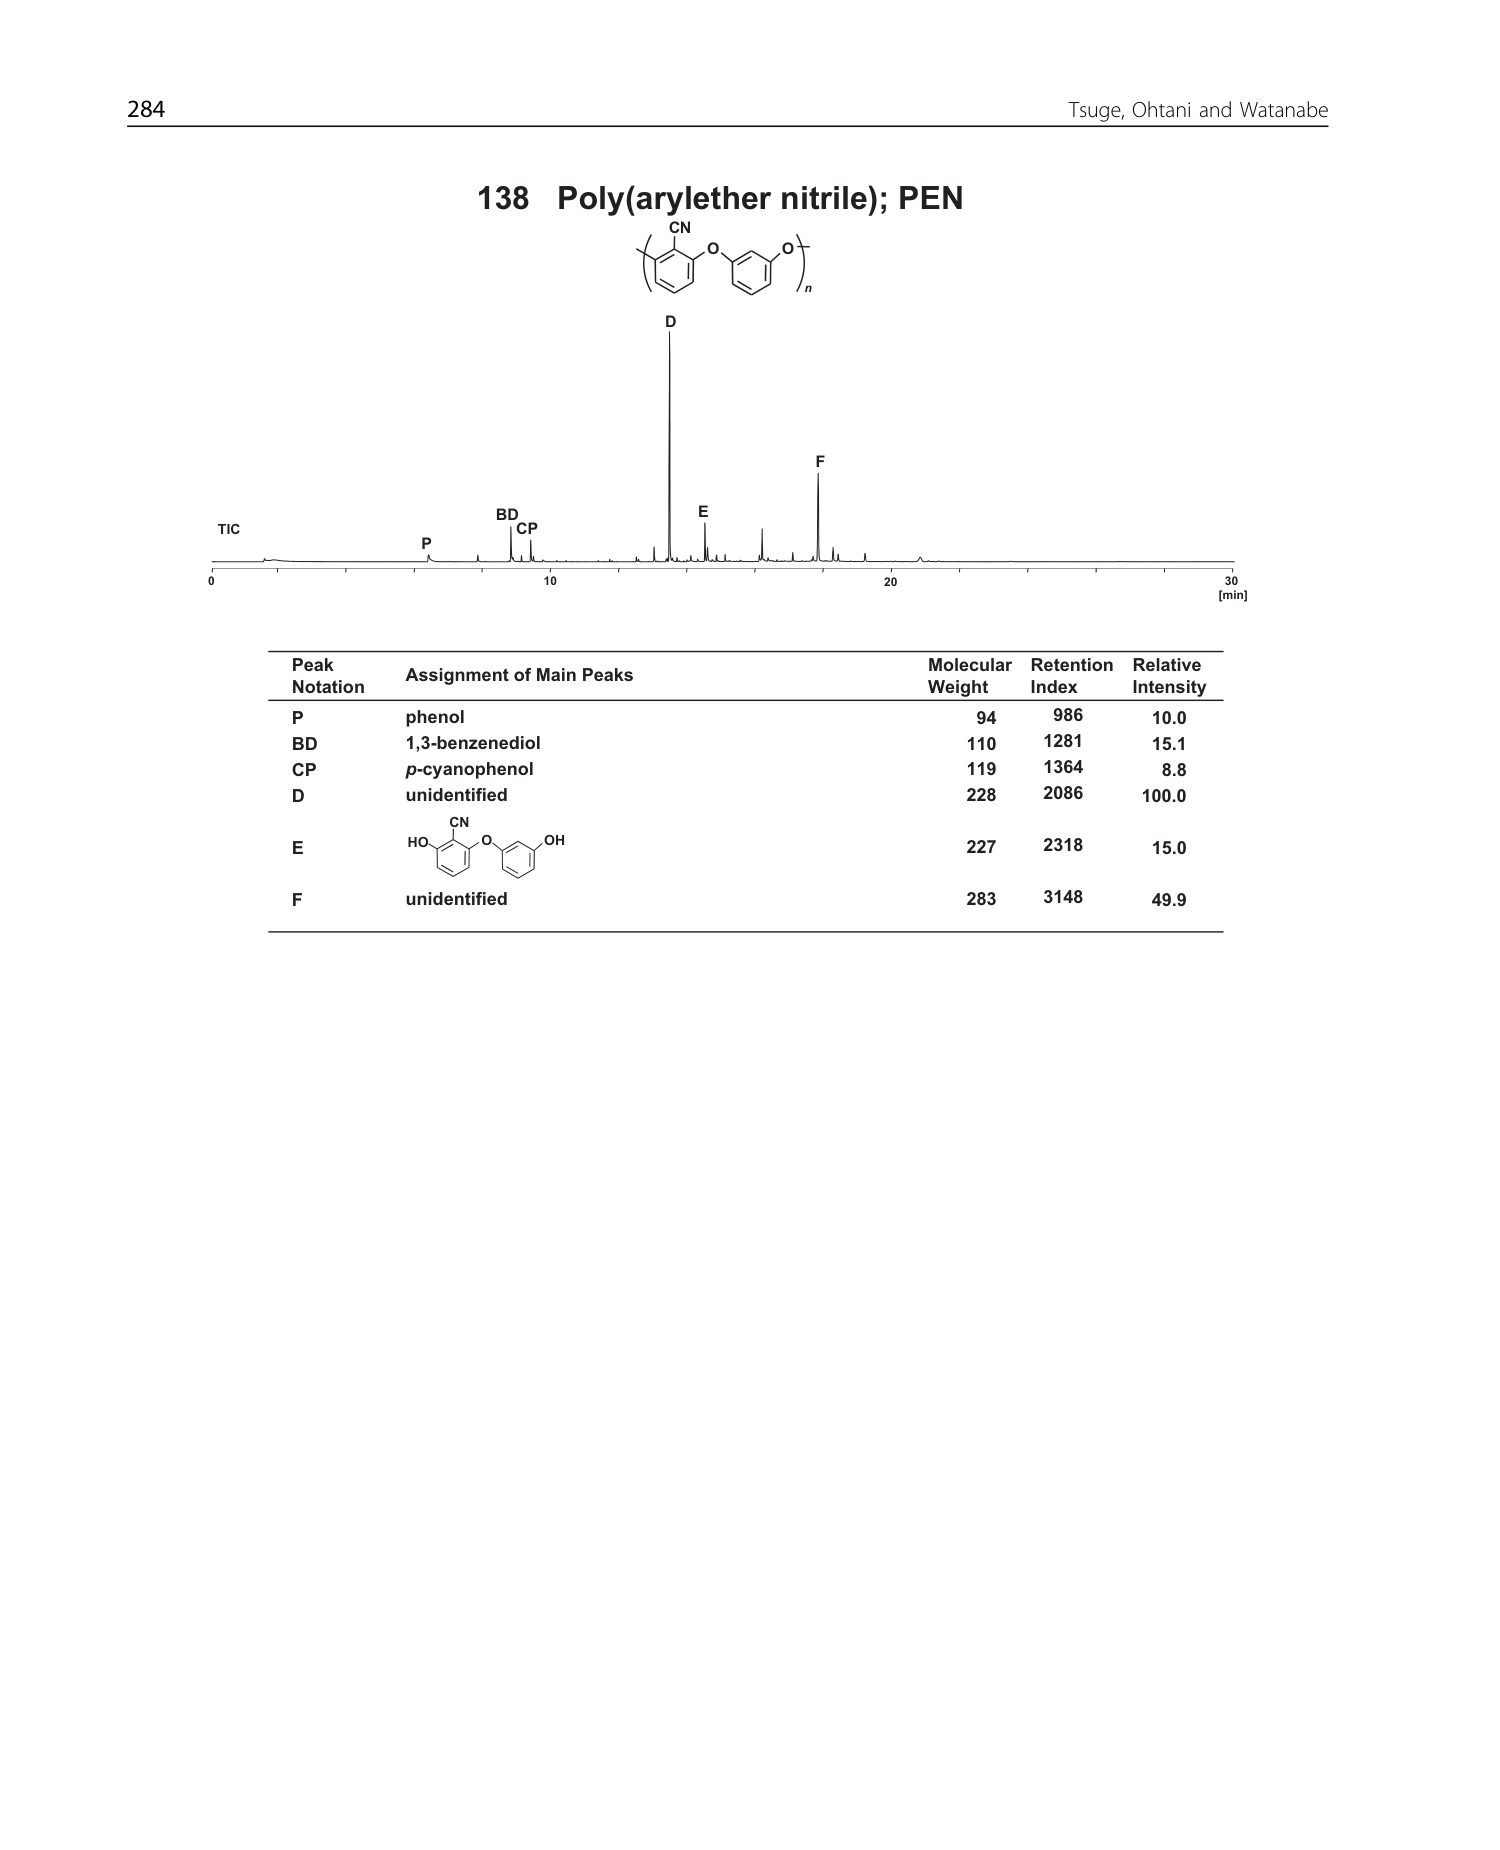 284 Tsuge, Ohtani and Watanabe
138 Poly(arylether nitrile); PEN
CN
O O
n
D
F
E
BD
CP
TIC
P
0 10 20 30
[min]
Peak Notation Assignment of Main Peaks Molecular Weight Retention Index Relative Intensity
P phenol 94 986 10.0
BD 1,3-benzenediol 110 1281 15.1
CP p-cyanophenol 119 1364 8.8
D unidentified 228 2086 100.0
CN
HO O OH
E 227 2318 15.0
F unidentified 283 3148 49.9